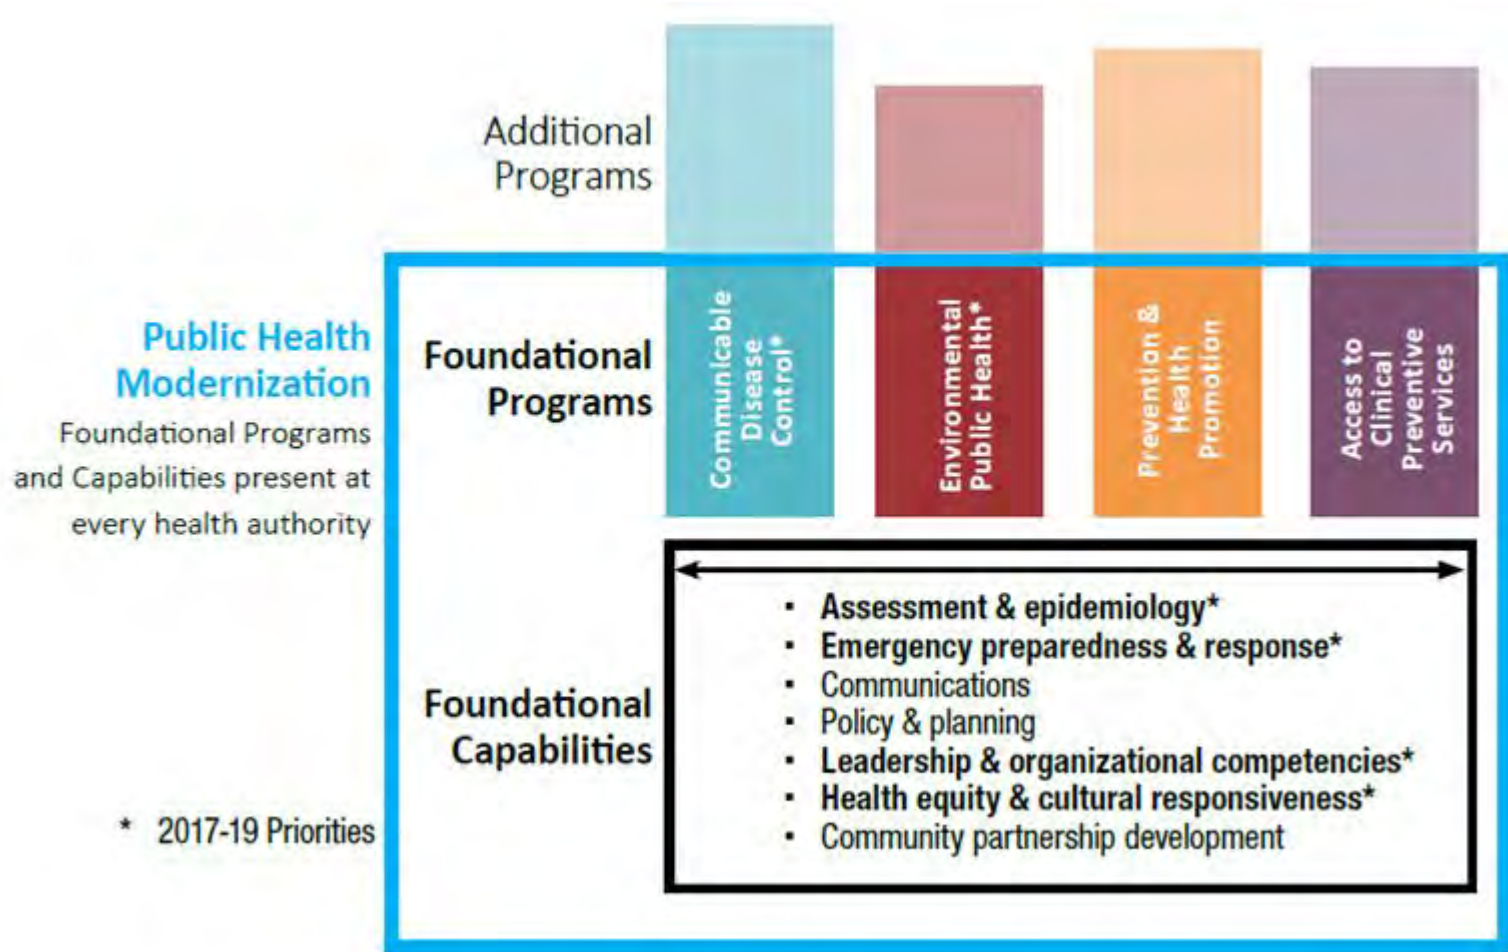 Additional
Programs
Public Health
Modernization
Foundational Programs
and Capabilities present at
every health authority
Foundational
Programs
Communicable
Disease
Control*
Environmental
Public Health*
Prevention &
Health
Promotion
Access to
Clinical
Preventive
Services
Foundational
Capabilities
▪ Assessment & epidemiology*
▪ Emergency preparedness & response*
▪ Communications
▪ Policy & planning
▪ Leadership & organizational competencies*
▪ Health equity & cultural responsiveness*
▪ Community partnership development
* 2017-19 Priorities